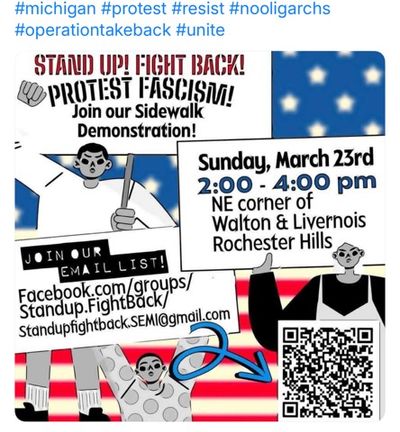 #michigan #protest #resist #nooligarchs
#operationtakeback #unite
STAND UP! FIGHT BACK!
PROTEST FASCISM!
Join our Sidewalk
Demonstration!
Sunday, March 23rd
2:00 - 4:00 pm
NE corner of
Walton & Livernois
Rochester Hills
JOIN OUR
EMAIL LIST!
Facebook.com/groups/
Standup.FightBack/
Standupfightback.SEMI@gmail.com